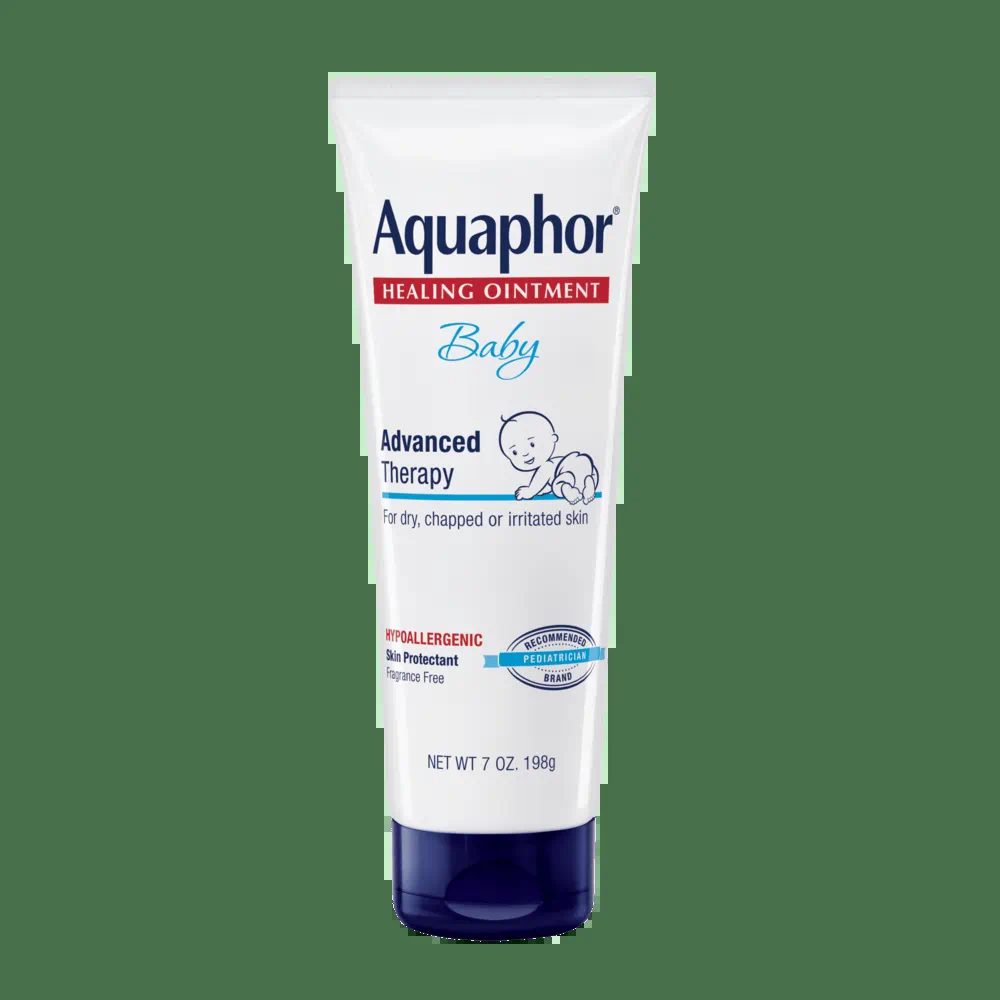 Aquaphor®
HEALING OINTMENT
Baby
Advanced
Therapy
For dry, chapped or irritated skin
HYPOALLERGENIC
Skin Protectant
Fragrance Free
RECOMMENDED
PEDIATRICIAN
BRAND
NET WT 7 OZ. 198g